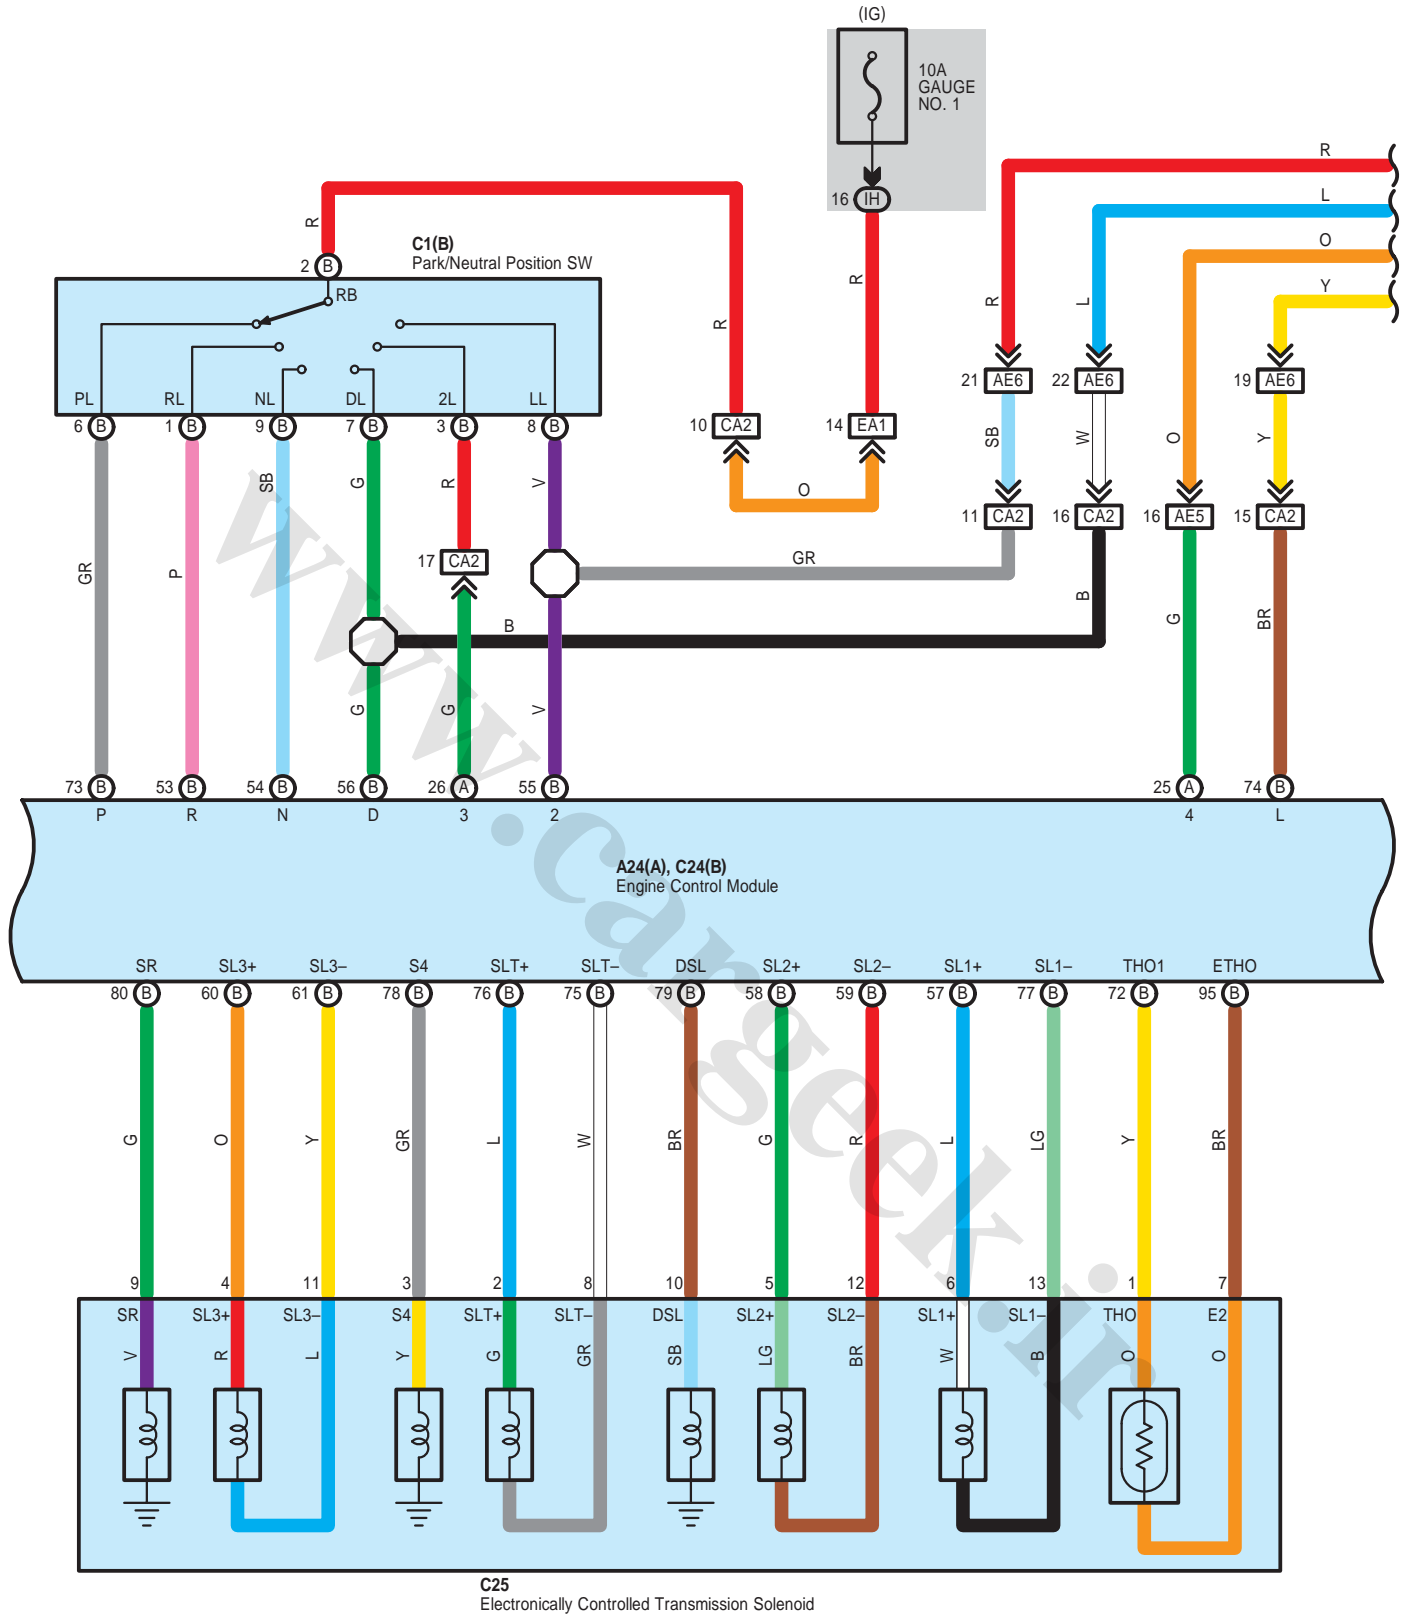 (IG)
10A
GAUGE
NO. 1
16 IH
R
L
O
Y
R
C1(B)
Park/Neutral Position SW
2 B
RB
R
R
R
L
21 AE6
22 AE6
19 AE6
PL RL NL DL 2L LL
6 B
1 B
9 B
7 B
3 B
8 B
10 CA2
14 EA1
SB
W
O
Y
SB
G
R
V
O
11 CA2
16 CA2
16 AE5
15 CA2
17 CA2
GR
GR
P
B
B
G
BR
G
G
V
73 B
53 B
54 B
56 B
26 A
55 B
25 A
74 B
P R N D 3 2 4 L
A24(A), C24(B)
Engine Control Module
SR SL3+ SL3– S4 SLT+ SLT– DSL SL2+ SL2– SL1+ SL1– THO1 ETHO
80 B
60 B
61 B
78 B
76 B
75 B
79 B
58 B
59 B
57 B
77 B
72 B
95 B
G O Y GR L W BR G R L LG Y BR
9 4 11 3 2 8 10 5 12 6 13 1 7
SR SL3+ SL3– S4 SLT+ SLT– DSL SL2+ SL2– SL1+ SL1– THO E2
V R L Y G GR SB LG BR W B O O
C25
Electronically Controlled Transmission Solenoid
www.cargeek.ir